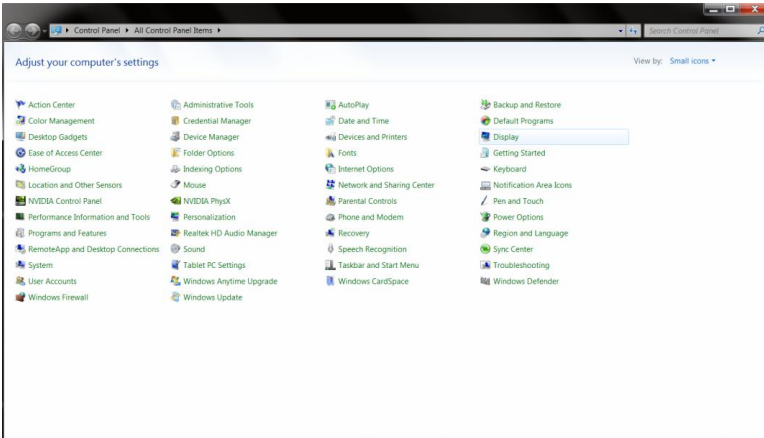 Control Panel ▸ All Control Panel Items ▸ Search Control Panel
Adjust your computer's settings View by: Small icons
Action Center Administrative Tools AutoPlay Backup and Restore
Color Management Credential Manager Date and Time Default Programs
Desktop Gadgets Device Manager Devices and Printers Display
Ease of Access Center Folder Options Fonts Getting Started
HomeGroup Indexing Options Internet Options Keyboard
Location and Other Sensors Mouse Network and Sharing Center Notification Area Icons
NVIDIA Control Panel NVIDIA PhysX Parental Controls Pen and Touch
Performance Information and Tools Personalization Phone and Modem Power Options
Programs and Features Realtek HD Audio Manager Recovery Region and Language
RemoteApp and Desktop Connections Sound Speech Recognition Sync Center
System Tablet PC Settings Taskbar and Start Menu Troubleshooting
User Accounts Windows Anytime Upgrade Windows CardSpace Windows Defender
Windows Firewall Windows Update